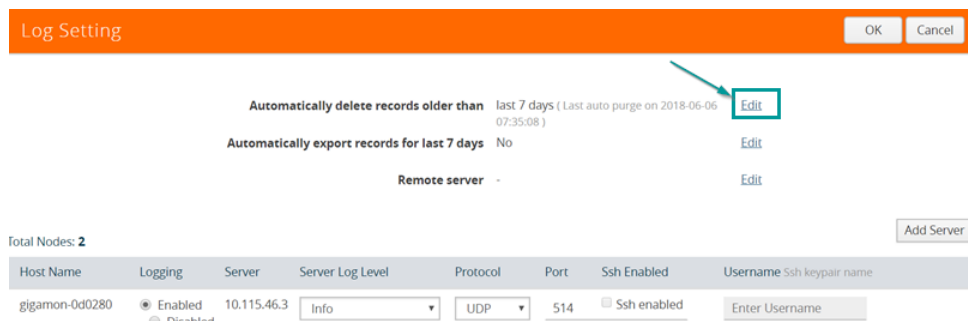 Log Setting OK Cancel
Automatically delete records older than last 7 days ( Last auto purge on 2018-06-06 Edit
07:35:08 )
Automatically export records for last 7 days No Edit
Remote server - Edit
Total Nodes: 2 Add Server
Host Name Logging Server Server Log Level Protocol Port Ssh Enabled Username Ssh keypair name
gigamon-0d0280 Enabled 10.115.46.3 Info UDP 514 Ssh enabled Enter Username
Disabled